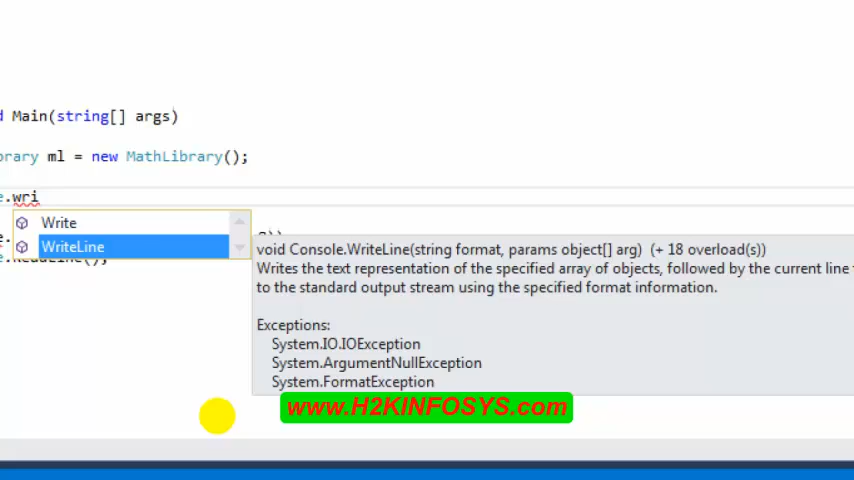 d Main(string[] args)
brary ml = new MathLibrary();
e.wri
Write
WriteLine
void Console.WriteLine(string format, params object[] arg) (+ 18 overload(s))
Writes the text representation of the specified array of objects, followed by the current line
to the standard output stream using the specified format information.
Exceptions:
System.IO.IOException
System.ArgumentNullException
System.FormatException
www.H2KINFOSYS.com